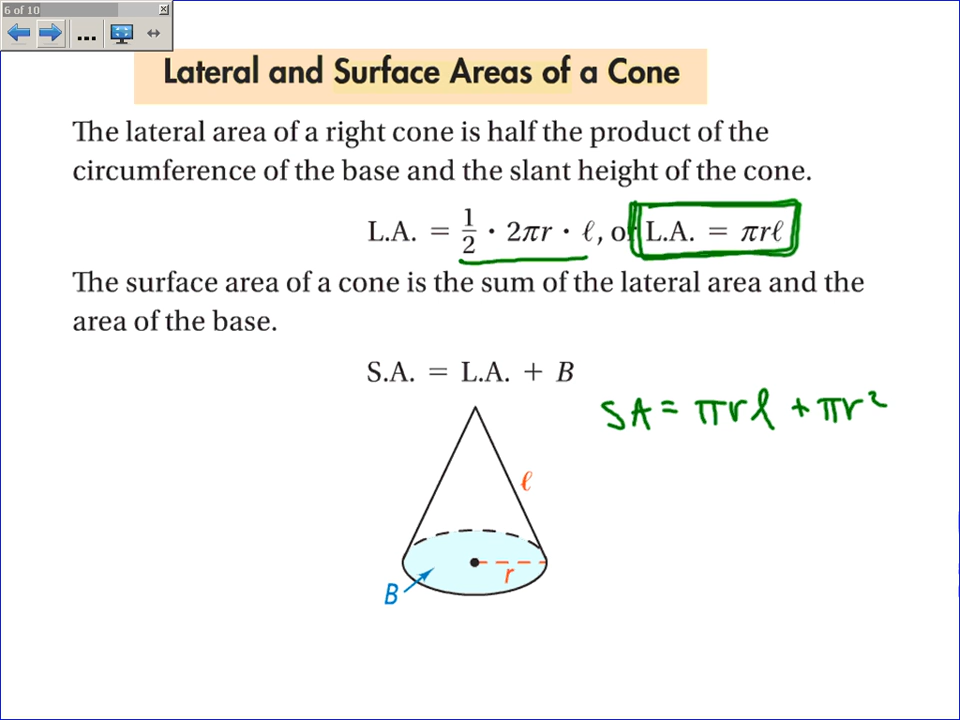 6 of 10
Lateral and Surface Areas of a Cone
The lateral area of a right cone is half the product of the
circumference of the base and the slant height of the cone.
L.A. = 1/2 · 2πr · ℓ, or L.A. = πrℓ
The surface area of a cone is the sum of the lateral area and the
area of the base.
S.A. = L.A. + B
SA = πrℓ + πr²
ℓ
r
B